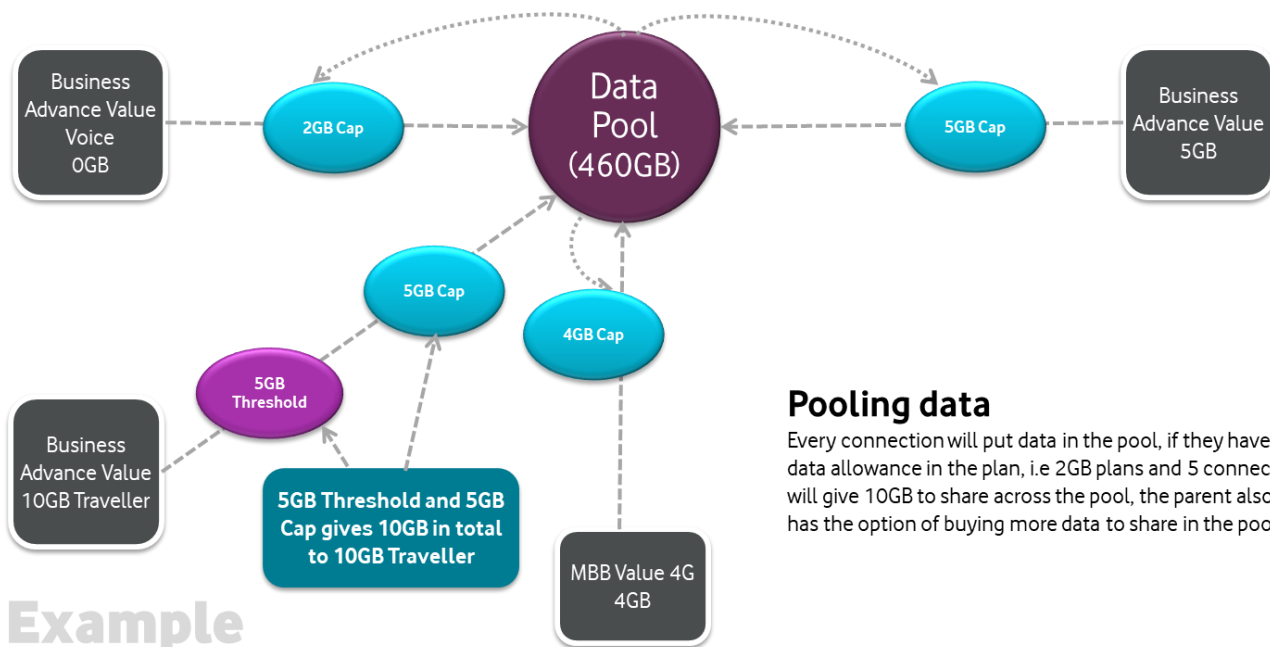 Business
Advance Value
Voice
0GB
2GB Cap
Data
Pool
(460GB)
5GB Cap
Business
Advance Value
5GB
5GB Cap
4GB Cap
5GB
Threshold
Business
Advance Value
10GB Traveller
5GB Threshold and 5GB
Cap gives 10GB in total
to 10GB Traveller
MBB Value 4G
4GB
Pooling data
Every connection will put data in the pool, if they have
data allowance in the plan, i.e 2GB plans and 5 connec
will give 10GB to share across the pool, the parent also
has the option of buying more data to share in the poo
Example